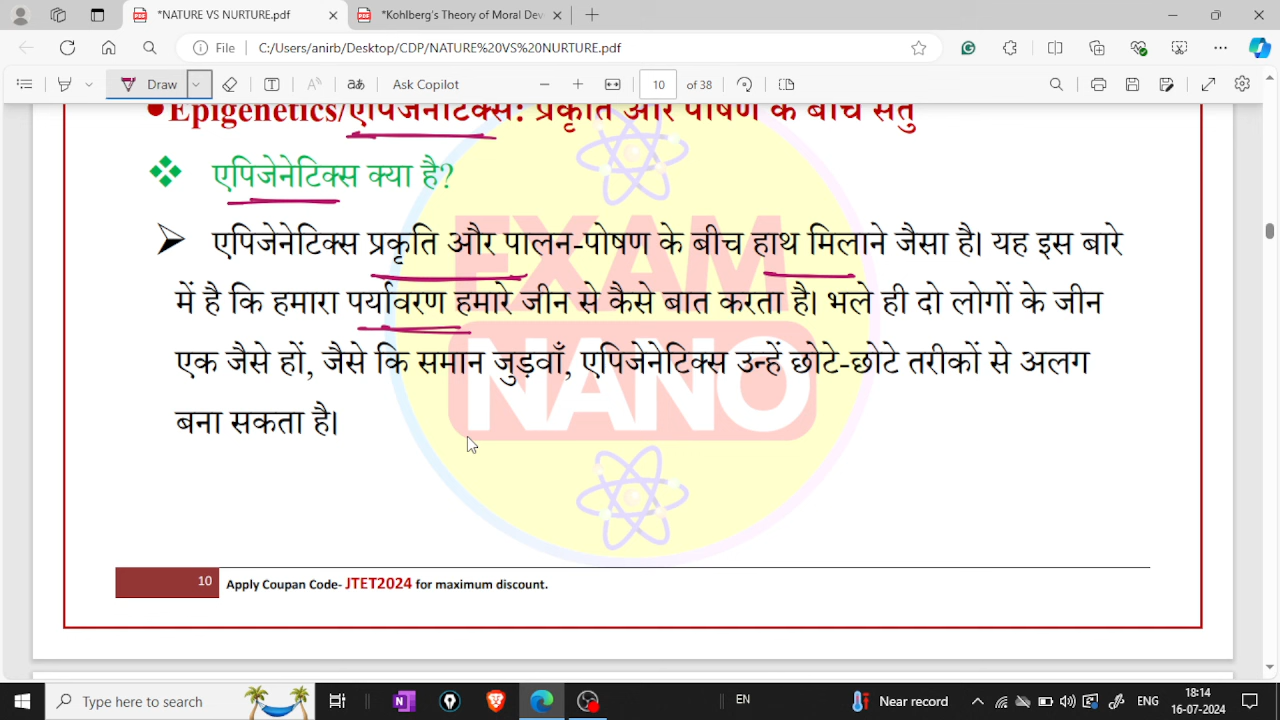 *NATURE VS NURTURE.pdf
*Kohlberg's Theory of Moral Dev
File C:/Users/anirb/Desktop/CDP/NATURE%20VS%20NURTURE.pdf
Draw
Ask Copilot
10 of 38
•Epigenetics/एपिजेनेटिक्स: प्रकृति और पोषण के बीच सेतु
एपिजेनेटिक्स क्या है?
एपिजेनेटिक्स प्रकृति और पालन-पोषण के बीच हाथ मिलाने जैसा है। यह इस बारे
में है कि हमारा पर्यावरण हमारे जीन से कैसे बात करता है। भले ही दो लोगों के जीन
एक जैसे हों, जैसे कि समान जुड़वाँ, एपिजेनेटिक्स उन्हें छोटे-छोटे तरीकों से अलग
बना सकता है।
EXAM
NANO
10 Apply Coupan Code- JTET2024 for maximum discount.
Type here to search
EN
Near record
ENG
18:14
16-07-2024